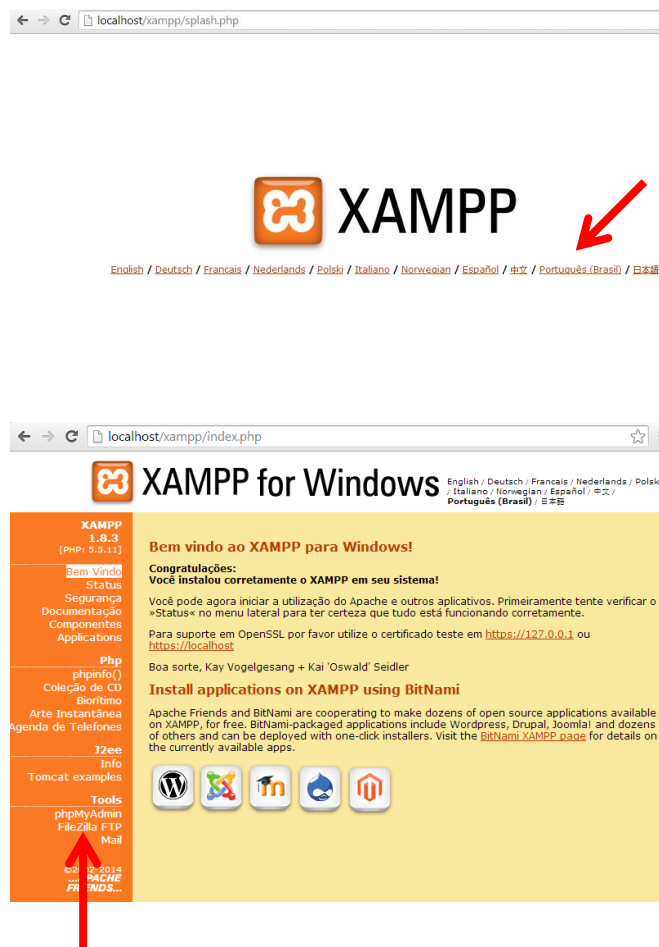 localhost/xampp/splash.php
XAMPP
English / Deutsch / Francais / Nederlands / Polski / Italiano / Norwegian / Español / 中文 / Português (Brasil) / 日本語
localhost/xampp/index.php
XAMPP for Windows
English / Deutsch / Francais / Nederlands / Polsk
/ Italiano / Norwegian / Español / 中文 /
Português (Brasil) / 日本語
XAMPP
1.8.3
[PHP: 5.5.11]
Bem Vindo
Status
Segurança
Documentação
Componentes
Applications
Php
phpinfo()
Coleção de CD
Biorítimo
Arte Instantânea
Agenda de Telefones
J2ee
Info
Tomcat examples
Tools
phpMyAdmin
FileZilla FTP
Mail
©2002-2014
...APACHE
FRIENDS...
Bem vindo ao XAMPP para Windows!
Congratulações:
Você instalou corretamente o XAMPP em seu sistema!
Você pode agora iniciar a utilização do Apache e outros aplicativos. Primeiramente tente verificar o
»Status« no menu lateral para ter certeza que tudo está funcionando corretamente.
Para suporte em OpenSSL por favor utilize o certificado teste em https://127.0.0.1 ou
https://localhost
Boa sorte, Kay Vogelgesang + Kai 'Oswald' Seidler
Install applications on XAMPP using BitNami
Apache Friends and BitNami are cooperating to make dozens of open source applications available
on XAMPP, for free. BitNami-packaged applications include Wordpress, Drupal, Joomla! and dozens
of others and can be deployed with one-click installers. Visit the BitNami XAMPP page for details on
the currently available apps.